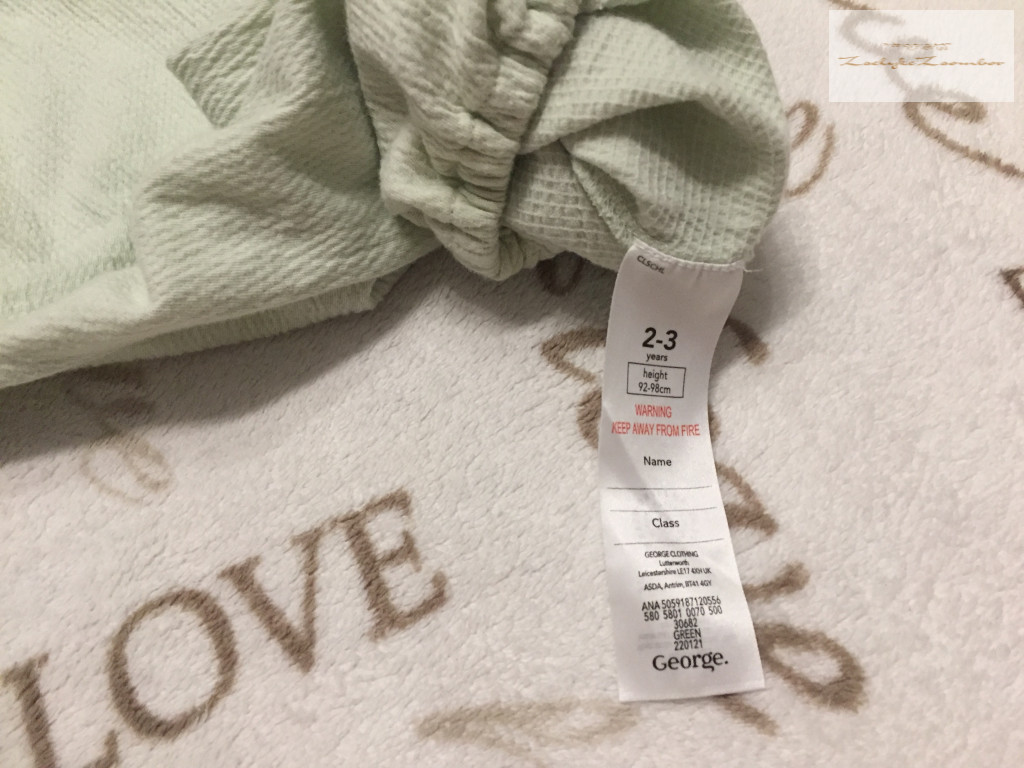 CLSCHL
2-3
years
height
92-98cm
WARNING
KEEP AWAY FROM FIRE
Name
Class
GEORGE CLOTHING
Lutterworth
Leicestershire LE17 4XH UK
ASDA, Antrim, BT41 4GY
ANA 5059187120556
580 5801 0070 500
30682
GREEN
220121
George.
LOVE